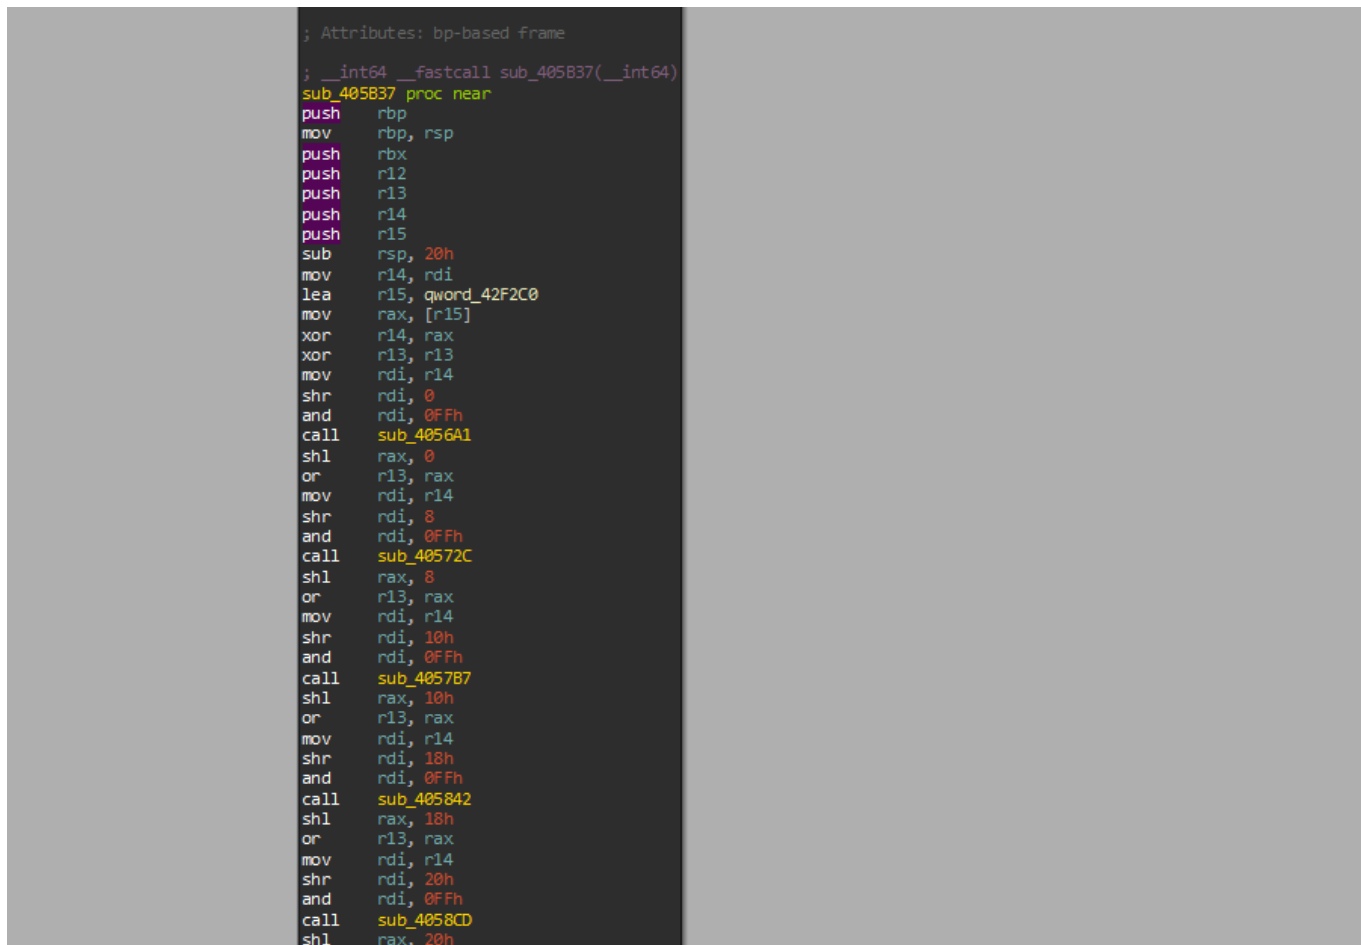 ; Attributes: bp-based frame
; __int64 __fastcall sub_405B37(__int64)
sub_405B37 proc near
push rbp
mov rbp, rsp
push rbx
push r12
push r13
push r14
push r15
sub rsp, 20h
mov r14, rdi
lea r15, qword_42F2C0
mov rax, [r15]
xor r14, rax
xor r13, r13
mov rdi, r14
shr rdi, 0
and rdi, 0FFh
call sub_4056A1
shl rax, 0
or r13, rax
mov rdi, r14
shr rdi, 8
and rdi, 0FFh
call sub_40572C
shl rax, 8
or r13, rax
mov rdi, r14
shr rdi, 10h
and rdi, 0FFh
call sub_4057B7
shl rax, 10h
or r13, rax
mov rdi, r14
shr rdi, 18h
and rdi, 0FFh
call sub_405842
shl rax, 18h
or r13, rax
mov rdi, r14
shr rdi, 20h
and rdi, 0FFh
call sub_4058CD
shl rax, 20h